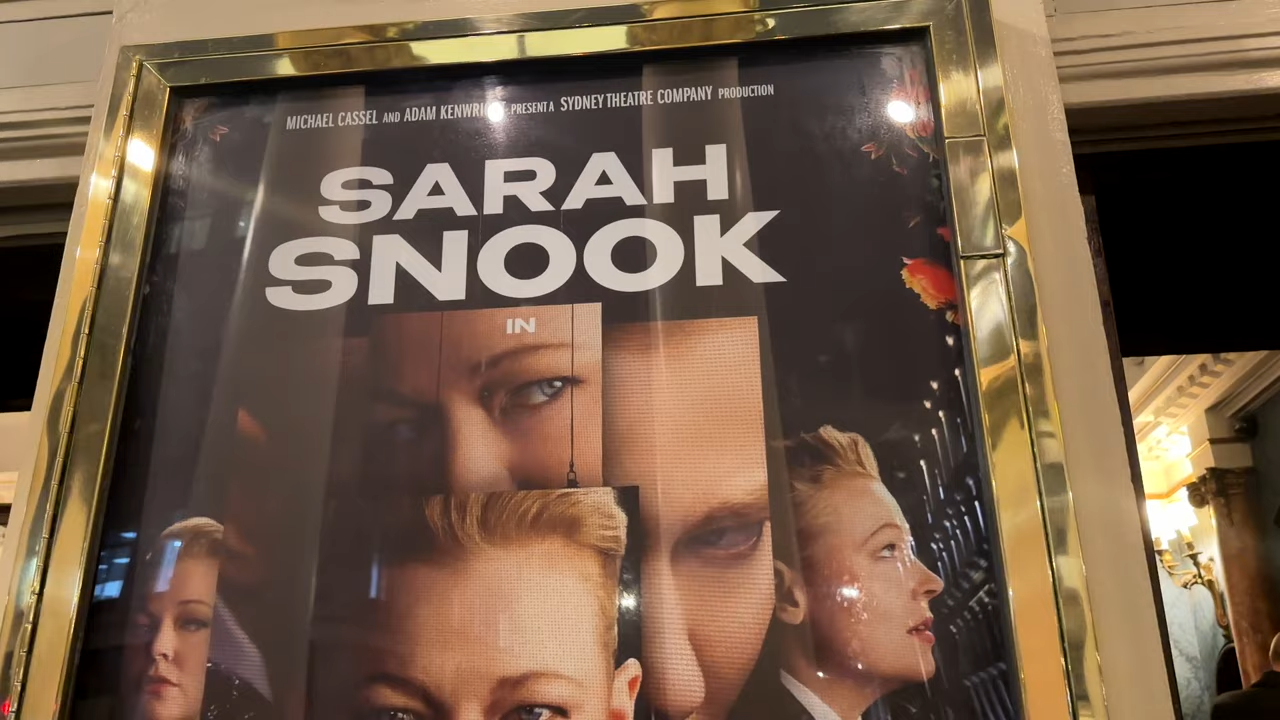 MICHAEL CASSEL AND ADAM KENWRIGHT PRESENT A SYDNEY THEATRE COMPANY PRODUCTION
SARAH
SNOOK
IN